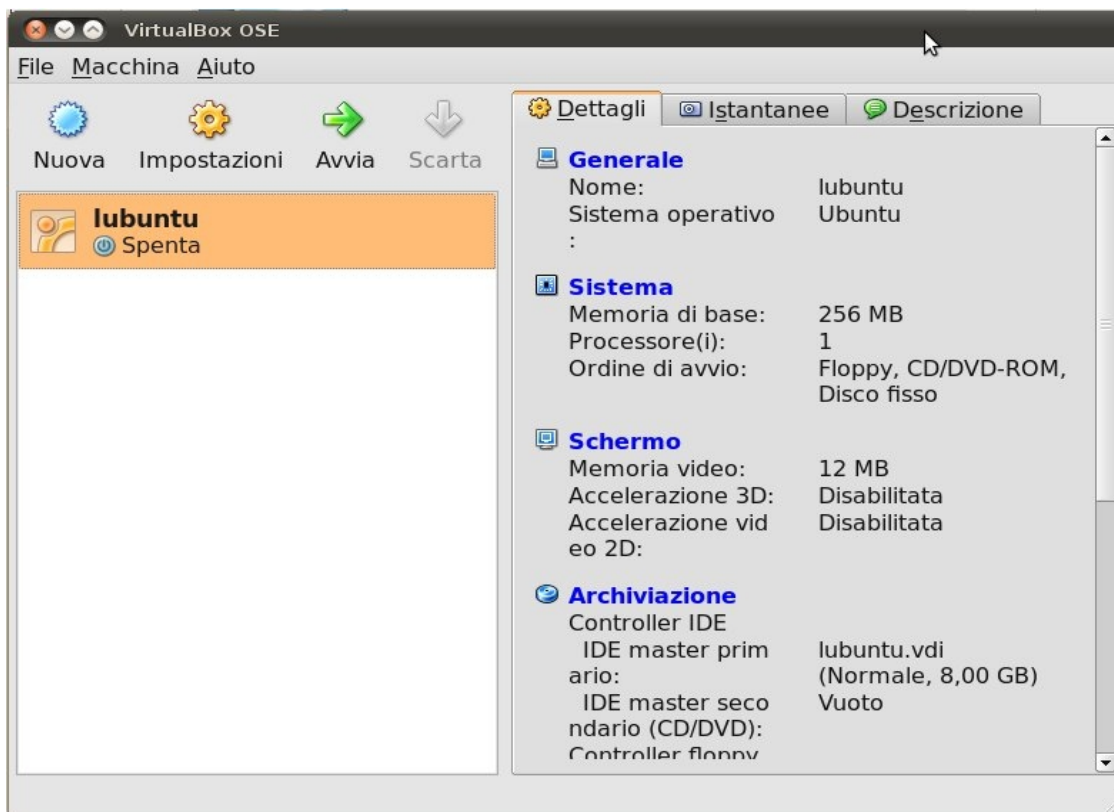 VirtualBox OSE
File Macchina Aiuto
Nuova Impostazioni Avvia Scarta
lubuntu
Spenta
Dettagli Istantanee Descrizione
Generale
Nome: lubuntu
Sistema operativo Ubuntu
:
Sistema
Memoria di base: 256 MB
Processore(i): 1
Ordine di avvio: Floppy, CD/DVD-ROM,
Disco fisso
Schermo
Memoria video: 12 MB
Accelerazione 3D: Disabilitata
Accelerazione vid Disabilitata
eo 2D:
Archiviazione
Controller IDE
IDE master prim lubuntu.vdi
ario: (Normale, 8,00 GB)
IDE master seco Vuoto
ndario (CD/DVD):
Controller floppy